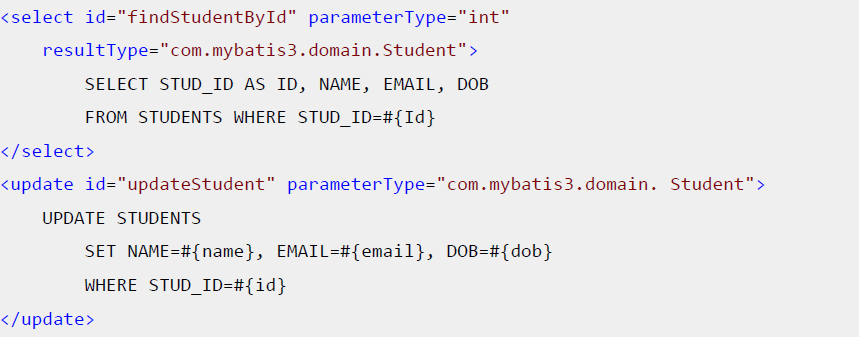 <select id="findStudentById" parameterType="int"
resultType="com.mybatis3.domain.Student">
SELECT STUD_ID AS ID, NAME, EMAIL, DOB
FROM STUDENTS WHERE STUD_ID=#{Id}
</select>
<update id="updateStudent" parameterType="com.mybatis3.domain. Student">
UPDATE STUDENTS
SET NAME=#{name}, EMAIL=#{email}, DOB=#{dob}
WHERE STUD_ID=#{id}
</update>